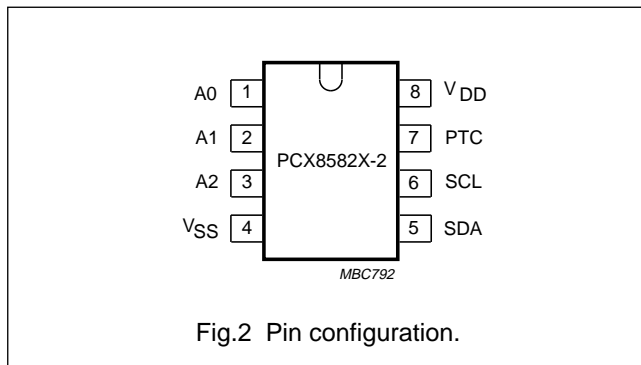 A0 1 8 VDD
A1 2 7 PTC
PCX8582X-2
A2 3 6 SCL
VSS 4 5 SDA
MBC792
Fig.2 Pin configuration.